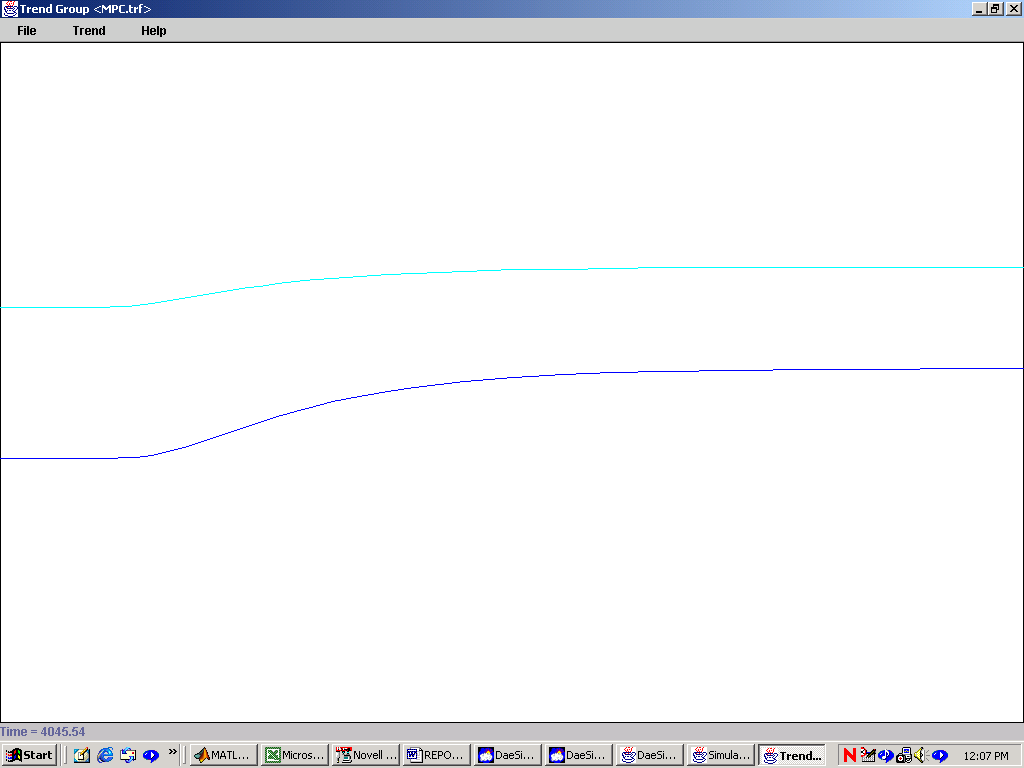 Trend Group <MPC.trf>
File Trend Help
Time = 4045.54
Start » MATL... Micros... Novell ... REPO... DaeSi... DaeSi... DaeSi... Simula... Trend... N 12:07 PM